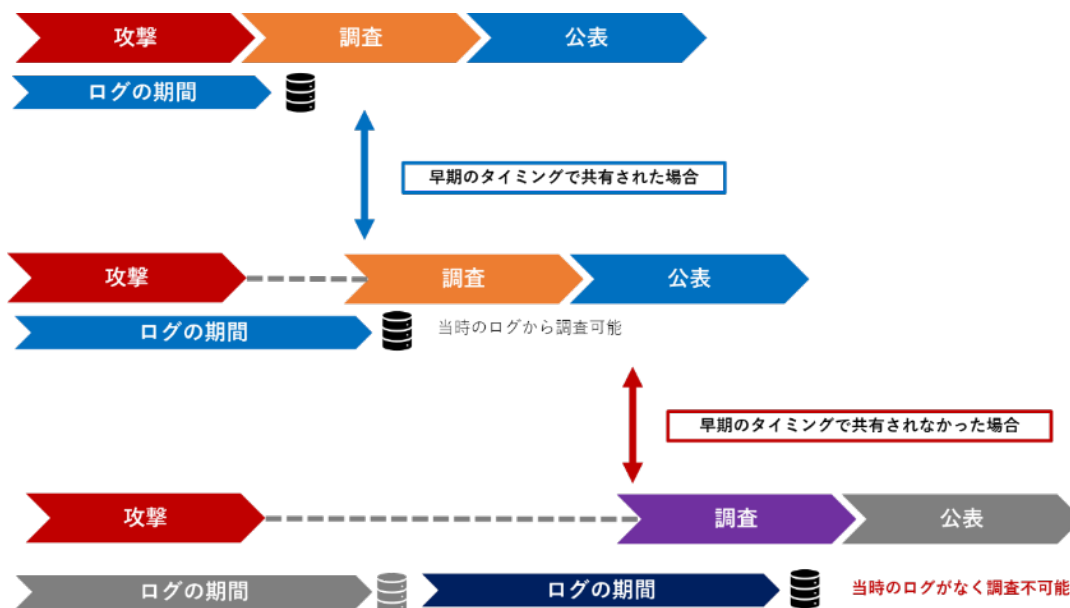 攻撃 調査 公表
ログの期間
早期のタイミングで共有された場合
攻撃 調査 公表
ログの期間 当時のログから調査可能
早期のタイミングで共有されなかった場合
攻撃 調査 公表
ログの期間 ログの期間 当時のログがなく調査不可能